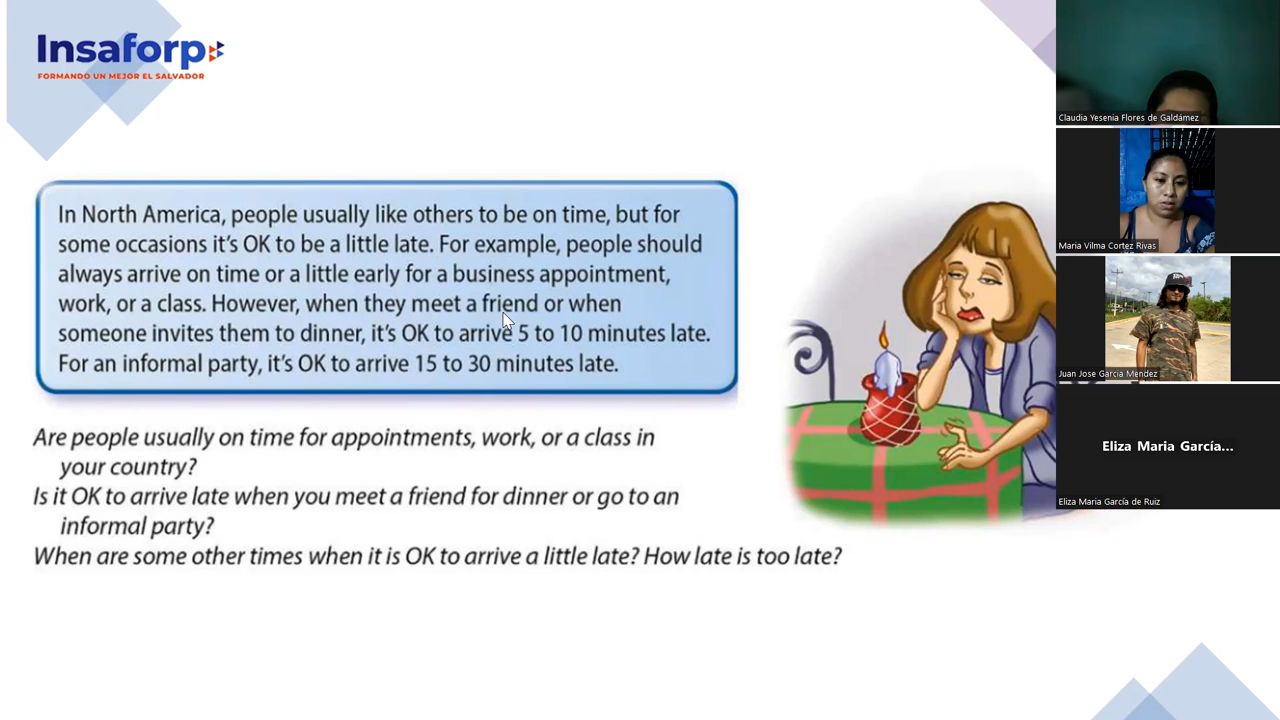 Insaforp
FORMANDO UN MEJOR EL SALVADOR
In North America, people usually like others to be on time, but for
some occasions it's OK to be a little late. For example, people should
always arrive on time or a little early for a business appointment,
work, or a class. However, when they meet a friend or when
someone invites them to dinner, it's OK to arrive 5 to 10 minutes late.
For an informal party, it's OK to arrive 15 to 30 minutes late.
Are people usually on time for appointments, work, or a class in
your country?
Is it OK to arrive late when you meet a friend for dinner or go to an
informal party?
When are some other times when it is OK to arrive a little late? How late is too late?
Claudia Yesenia Flores de Galdámez
Maria Vilma Cortez Rivas
Juan Jose Garcia Mendez
Eliza Maria García...
Eliza Maria García de Ruiz